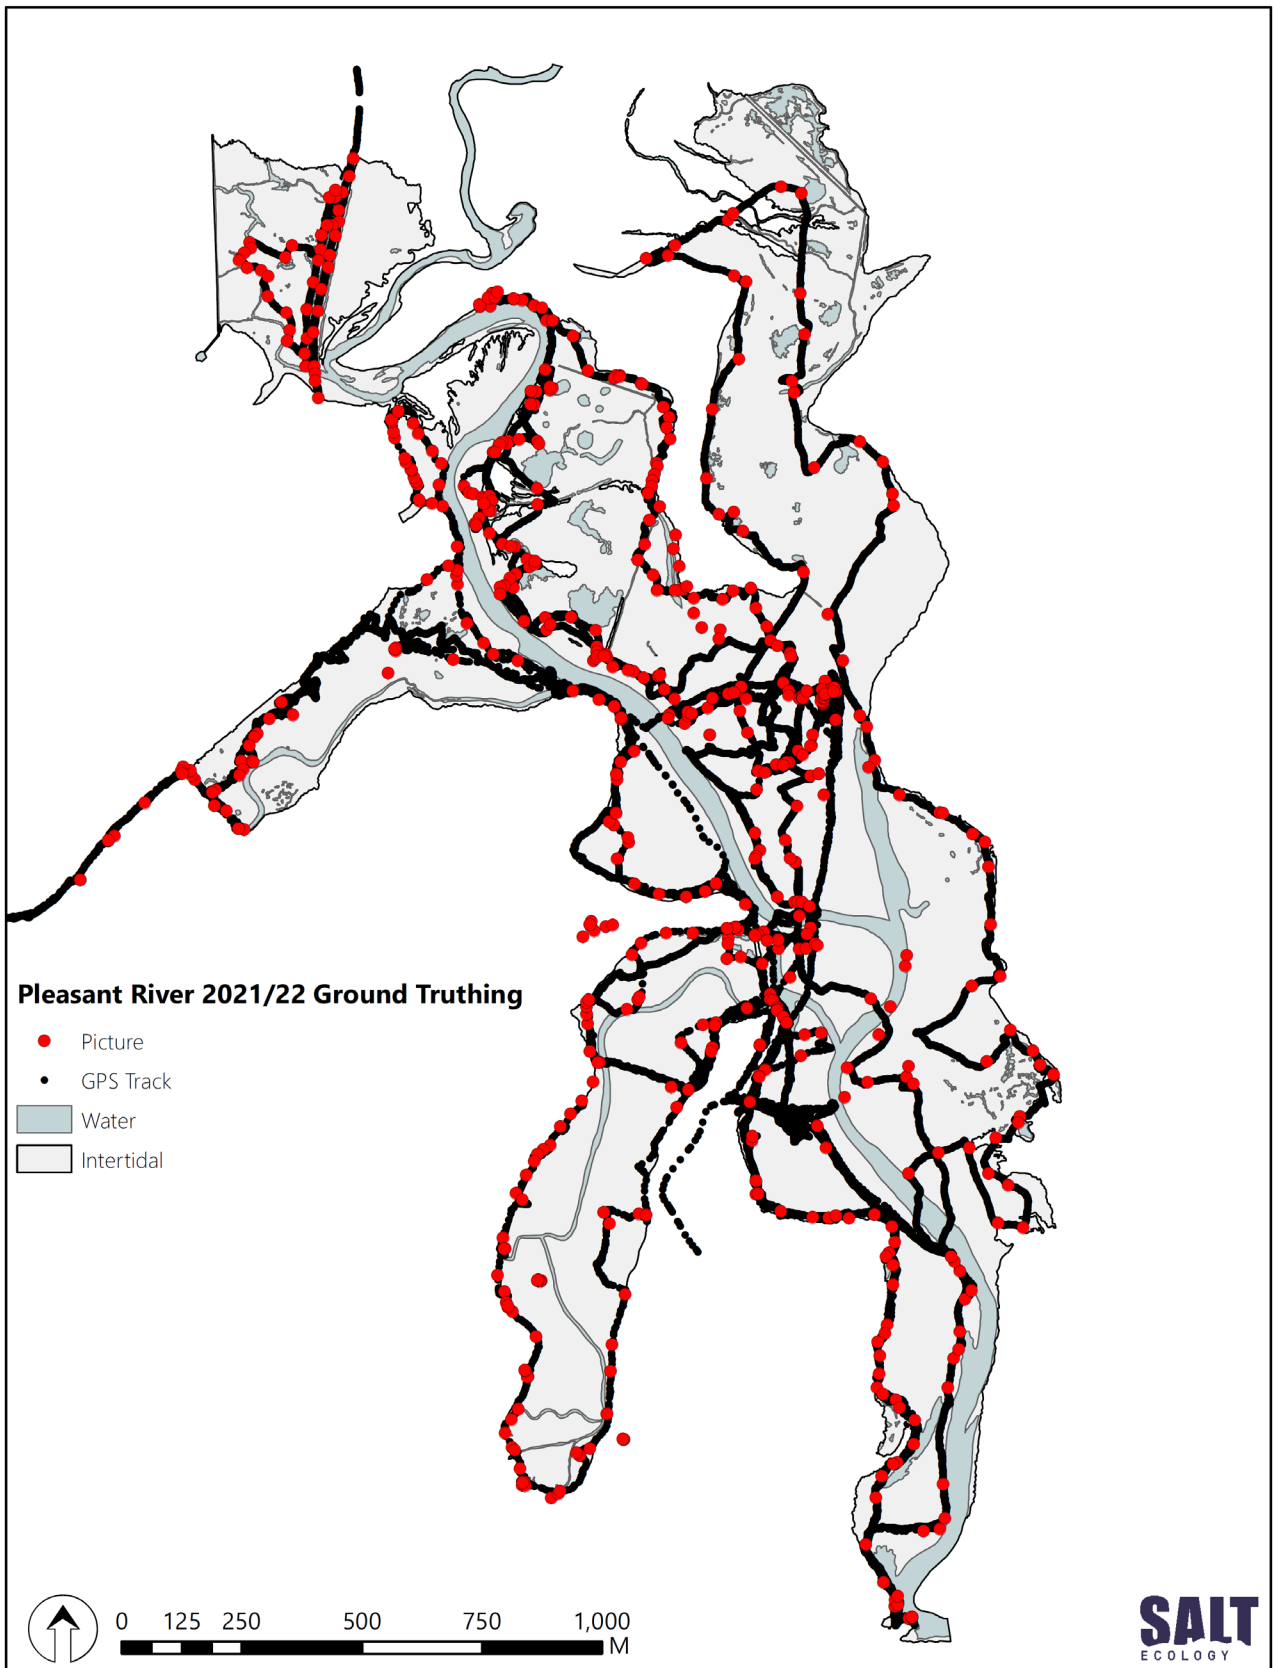 Pleasant River 2021/22 Ground Truthing
Picture
GPS Track
Water
Intertidal
0 125 250 500 750 1,000
M
SALT
ECOLOGY